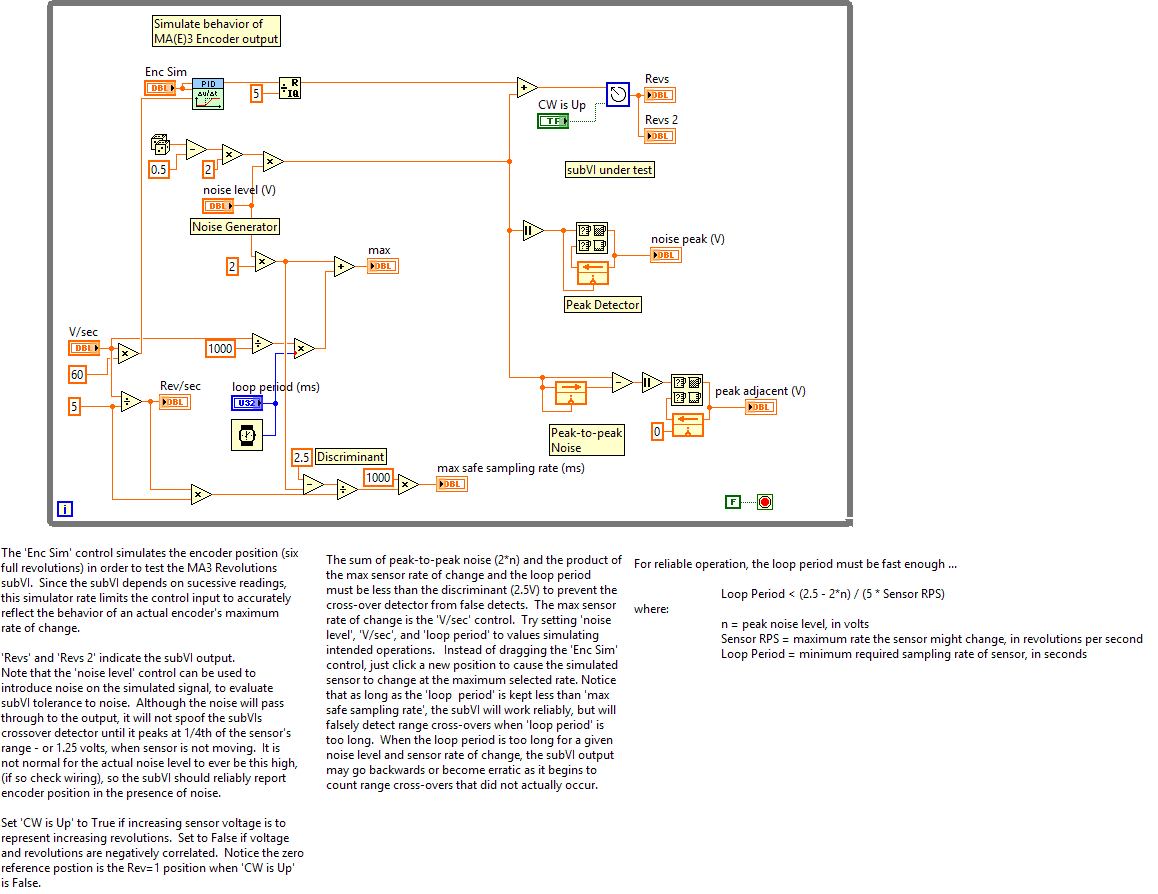 Simulate behavior of
MA(E)3 Encoder output
Enc Sim
DBL
PID
Δu/Δt
5
R
IQ
CW is Up
TF
Revs
DBL
Revs 2
DBL
0.5
2
noise level (V)
DBL
Noise Generator
subVI under test
2
max
DBL
noise peak (V)
DBL
Peak Detector
V/sec
DBL
60
1000
5
Rev/sec
DBL
loop period (ms)
U32
peak adjacent (V)
DBL
0
Peak-to-peak
Noise
2.5
Discriminant
1000
max safe sampling rate (ms)
DBL
i
F
The 'Enc Sim' control simulates the encoder position (six
full revolutions) in order to test the MA3 Revolutions
subVI. Since the subVI depends on sucessive readings,
this simulator rate limits the control input to accurately
reflect the behavior of an actual encoder's maximum
rate of change.
'Revs' and 'Revs 2' indicate the subVI output.
Note that the 'noise level' control can be used to
introduce noise on the simulated signal, to evaluate
subVI tolerance to noise. Although the noise will pass
through to the output, it will not spoof the subVIs
crossover detector until it peaks at 1/4th of the sensor's
range - or 1.25 volts, when sensor is not moving. It is
not normal for the actual noise level to ever be this high,
(if so check wiring), so the subVI should reliably report
encoder position in the presence of noise.
Set 'CW is Up' to True if increasing sensor voltage is to
represent increasing revolutions. Set to False if voltage
and revolutions are negatively correlated. Notice the zero
reference postion is the Rev=1 position when 'CW is Up'
is False.
The sum of peak-to-peak noise (2*n) and the product of
the max sensor rate of change and the loop period
must be less than the discriminant (2.5V) to prevent the
cross-over detector from false detects. The max sensor
rate of change is the 'V/sec' control. Try setting 'noise
level', 'V/sec', and 'loop period' to values simulating
intended operations. Instead of dragging the 'Enc Sim'
control, just click a new position to cause the simulated
sensor to change at the maximum selected rate. Notice
that as long as the 'loop period' is kept less than 'max
safe sampling rate', the subVI will work reliably, but will
falsely detect range cross-overs when 'loop period' is
too long. When the loop period is too long for a given
noise level and sensor rate of change, the subVI output
may go backwards or become erratic as it begins to
count range cross-overs that did not actually occur.
For reliable operation, the loop period must be fast enough ...
Loop Period < (2.5 - 2*n) / (5 * Sensor RPS)
where:
n = peak noise level, in volts
Sensor RPS = maximum rate the sensor might change, in revolutions per second
Loop Period = minimum required sampling rate of sensor, in seconds